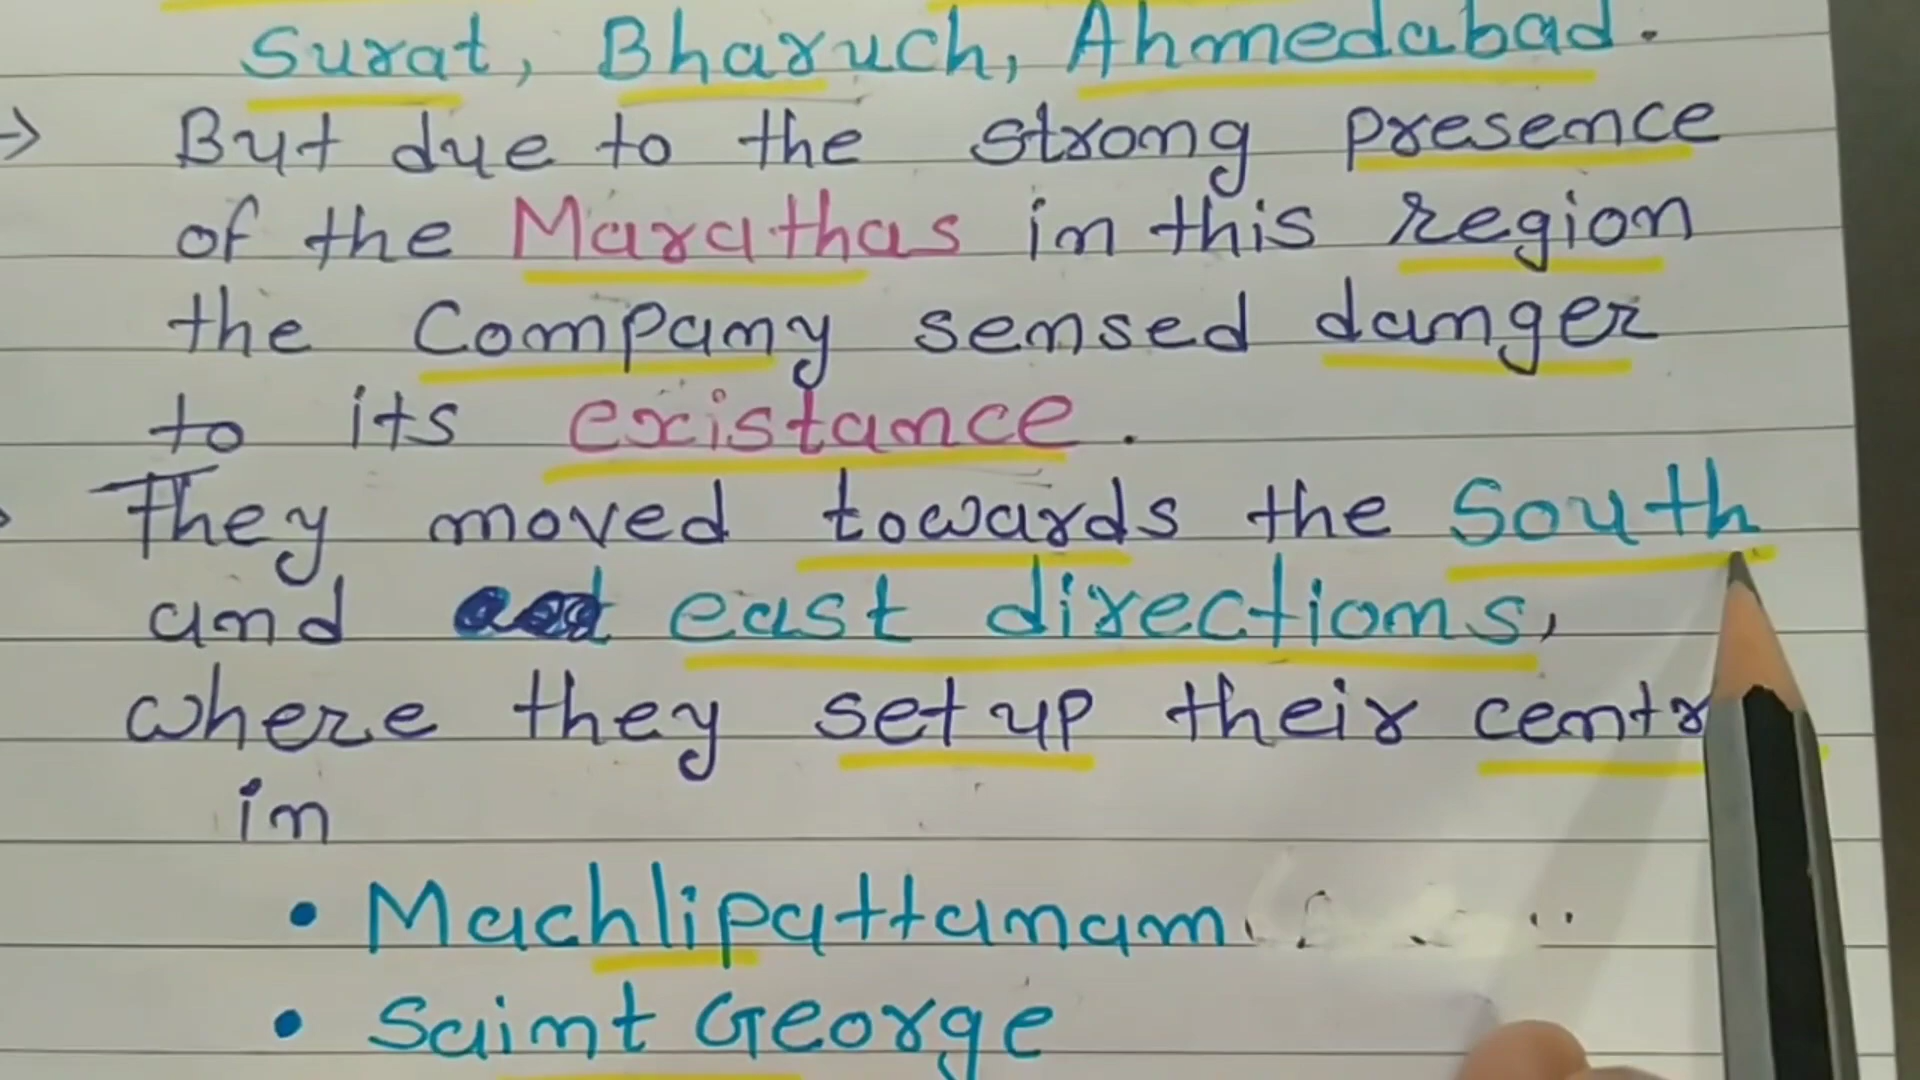 Surat, Bharuch, Ahmedabad.
→ But due to the strong presence
of the Marathas in this region
the Company sensed danger
to its existance.
They moved towards the South
and east directions,
where they set up their centr
in
• Machlipattanam
• Saint George